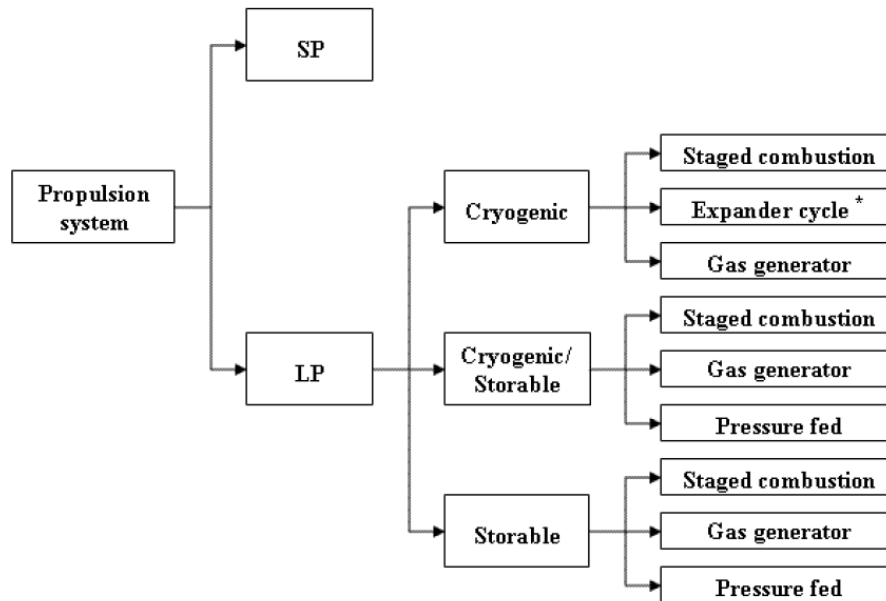 SP
Propulsion
system
LP
Cryogenic
Cryogenic/
Storable
Storable
Staged combustion
Expander cycle *
Gas generator
Staged combustion
Gas generator
Pressure fed
Staged combustion
Gas generator
Pressure fed